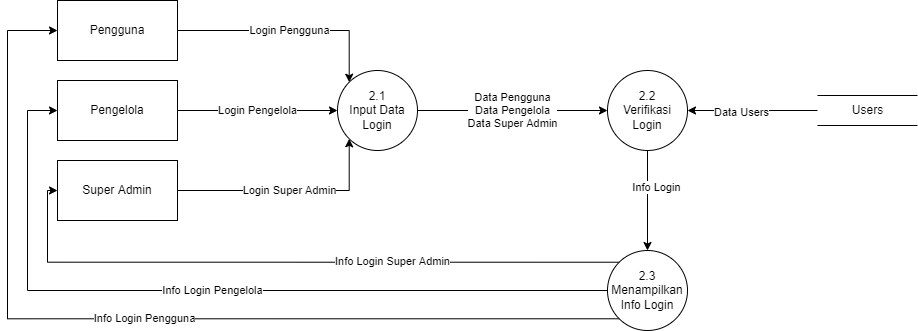 Pengguna
Login Pengguna
Pengelola
Login Pengelola
Super Admin
Login Super Admin
2.1
Input Data
Login
Data Pengguna
Data Pengelola
Data Super Admin
2.2
Verifikasi
Login
Data Users
Users
Info Login
2.3
Menampilkan
Info Login
Info Login Super Admin
Info Login Pengelola
Info Login Pengguna